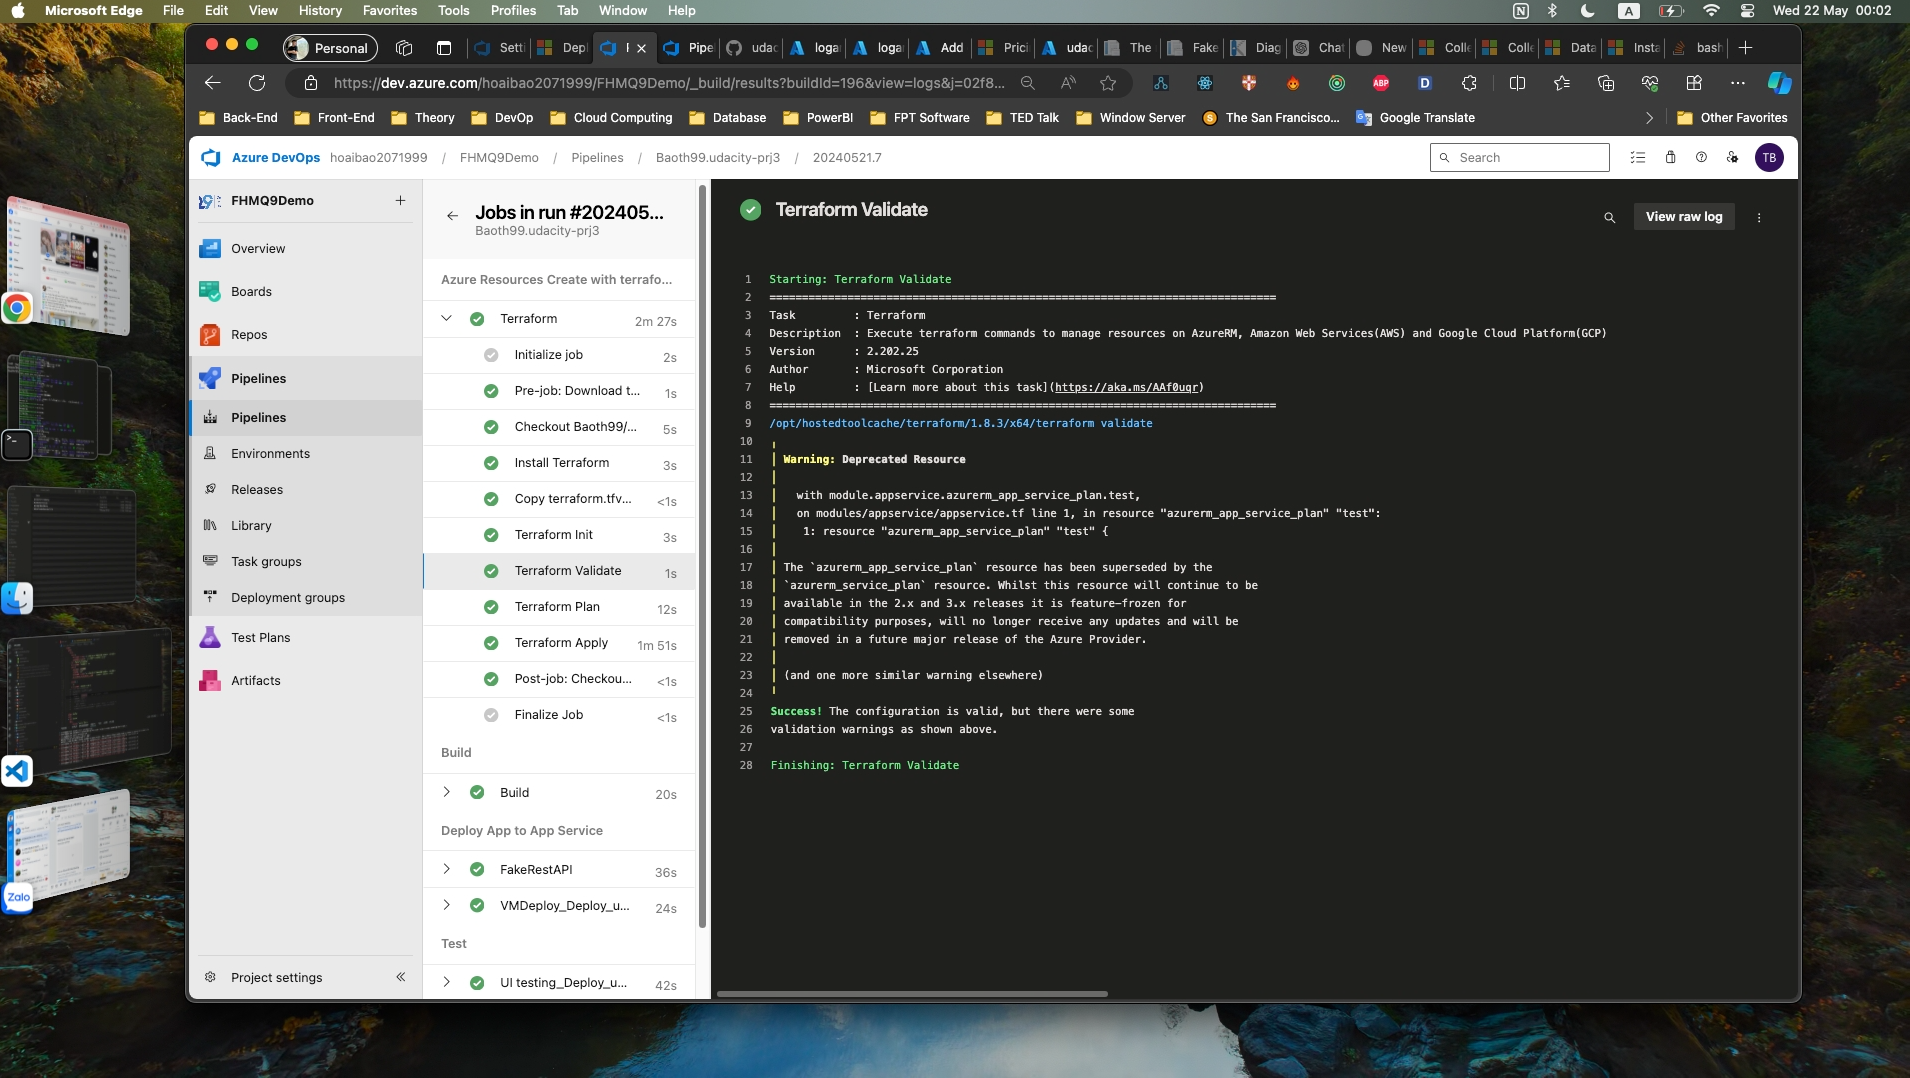 Microsoft Edge File Edit View History Favorites Tools Profiles Tab Window Help A Wed 22 May 00:02
Personal Setti Depl Pipe udac logar logar Add Prici udac The Fake Diag Chat New Colle Colle Data Insta bash
https://dev.azure.com/hoaibao2071999/FHMQ9Demo/_build/results?buildId=196&view=logs&j=02f8... ABP D
Back-End Front-End Theory DevOp Cloud Computing Database PowerBI FPT Software TED Talk Window Server The San Francisco... Google Translate Other Favorites
Azure DevOps hoaibao2071999 / FHMQ9Demo / Pipelines / Baoth99.udacity-prj3 / 20240521.7 Search TB
FHMQ9Demo
Overview
Boards
Repos
Pipelines
Pipelines
Environments
Releases
Library
Task groups
Deployment groups
Test Plans
Artifacts
Project settings
Jobs in run #202405...
Baoth99.udacity-prj3
Azure Resources Create with terrafo...
Terraform 2m 27s
Initialize job 2s
Pre-job: Download t... 1s
Checkout Baoth99/... 5s
Install Terraform 3s
Copy terraform.tfv... <1s
Terraform Init 3s
Terraform Validate 1s
Terraform Plan 12s
Terraform Apply 1m 51s
Post-job: Checkou... <1s
Finalize Job <1s
Build
Build 20s
Deploy App to App Service
FakeRestAPI 36s
VMDeploy_Deploy_u... 24s
Test
UI testing_Deploy_u... 42s
Terraform Validate
View raw log
1 Starting: Terraform Validate
2 ==============================================================================
3 Task : Terraform
4 Description : Execute terraform commands to manage resources on AzureRM, Amazon Web Services(AWS) and Google Cloud Platform(GCP)
5 Version : 2.202.25
6 Author : Microsoft Corporation
7 Help : [Learn more about this task](https://aka.ms/AAf0uqr)
8 ==============================================================================
9 /opt/hostedtoolcache/terraform/1.8.3/x64/terraform validate
10
11 Warning: Deprecated Resource
12
13 with module.appservice.azurerm_app_service_plan.test,
14 on modules/appservice/appservice.tf line 1, in resource "azurerm_app_service_plan" "test":
15 1: resource "azurerm_app_service_plan" "test" {
16
17 The `azurerm_app_service_plan` resource has been superseded by the
18 `azurerm_service_plan` resource. Whilst this resource will continue to be
19 available in the 2.x and 3.x releases it is feature-frozen for
20 compatibility purposes, will no longer receive any updates and will be
21 removed in a future major release of the Azure Provider.
22
23 (and one more similar warning elsewhere)
24
25 Success! The configuration is valid, but there were some
26 validation warnings as shown above.
27
28 Finishing: Terraform Validate
Zalo